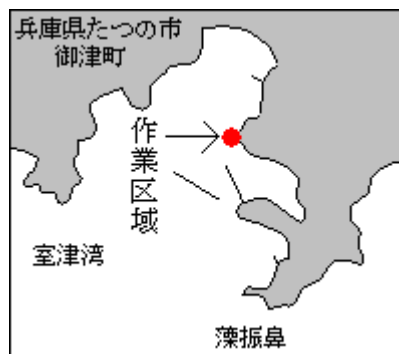 兵庫県たつの市
御津町
作業区域
室津湾
藻振鼻